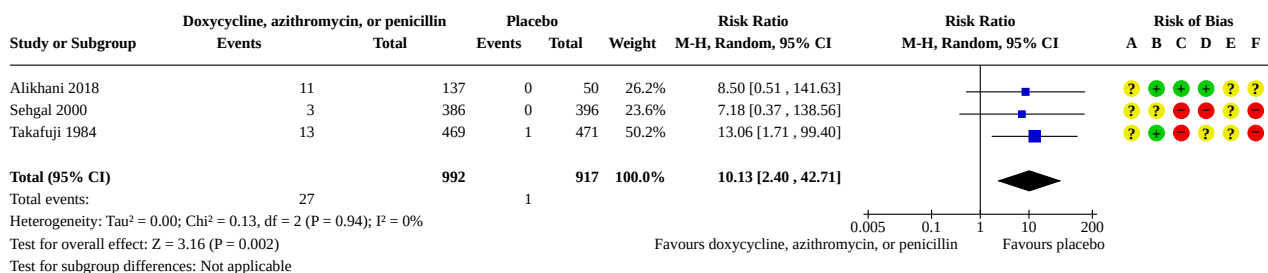 Doxycycline, azithromycin, or penicillin Placebo Risk Ratio Risk Ratio Risk of Bias
Study or Subgroup Events Total Events Total Weight M-H, Random, 95% CI M-H, Random, 95% CI A B C D E F
Alikhani 2018 11 137 0 50 26.2% 8.50 [0.51 , 141.63] ? + + + ? ?
Sehgal 2000 3 386 0 396 23.6% 7.18 [0.37 , 138.56] ? ? − − ? −
Takafuji 1984 13 469 1 471 50.2% 13.06 [1.71 , 99.40] ? + − ? ? −
Total (95% CI) 992 917 100.0% 10.13 [2.40 , 42.71]
Total events: 27 1
Heterogeneity: Tau² = 0.00; Chi² = 0.13, df = 2 (P = 0.94); I² = 0%
0.005 0.1 1 10 200
Test for overall effect: Z = 3.16 (P = 0.002) Favours doxycycline, azithromycin, or penicillin Favours placebo
Test for subgroup differences: Not applicable